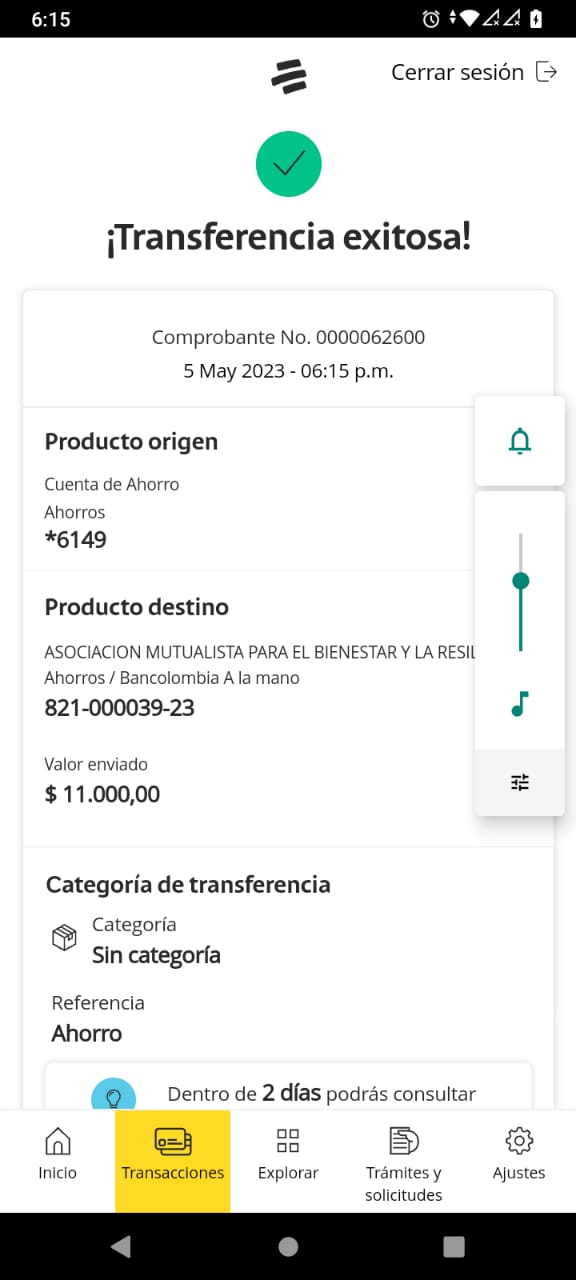 6:15
Cerrar sesión
¡Transferencia exitosa!
Comprobante No. 0000062600
5 May 2023 - 06:15 p.m.
Producto origen
Cuenta de Ahorro
Ahorros
*6149
Producto destino
ASOCIACION MUTUALISTA PARA EL BIENESTAR Y LA RESIL
Ahorros / Bancolombia A la mano
821-000039-23
Valor enviado
$ 11.000,00
Categoría de transferencia
Categoría
Sin categoría
Referencia
Ahorro
Dentro de 2 días podrás consultar
Inicio
Transacciones
Explorar
Trámites y
solicitudes
Ajustes